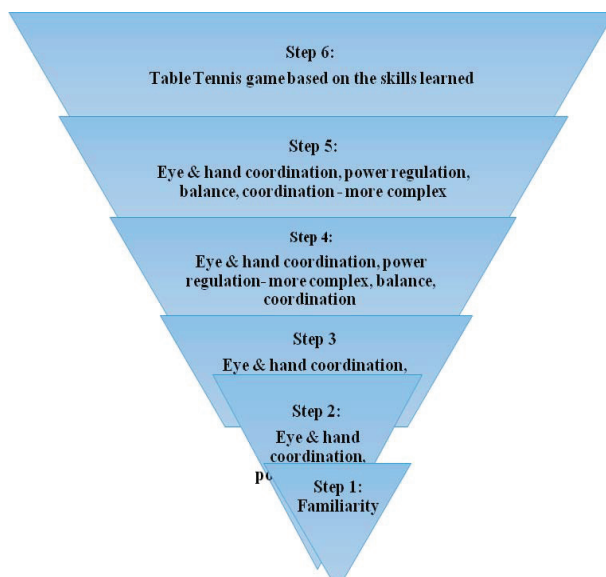 Step 6:
Table Tennis game based on the skills learned
Step 5:
Eye & hand coordination, power regulation,
balance, coordination - more complex
Step 4:
Eye & hand coordination, power
regulation- more complex, balance,
coordination
Step 3
Eye & hand coordination,
Step 2:
Eye & hand
coordination,
Step 1:
Familiarity